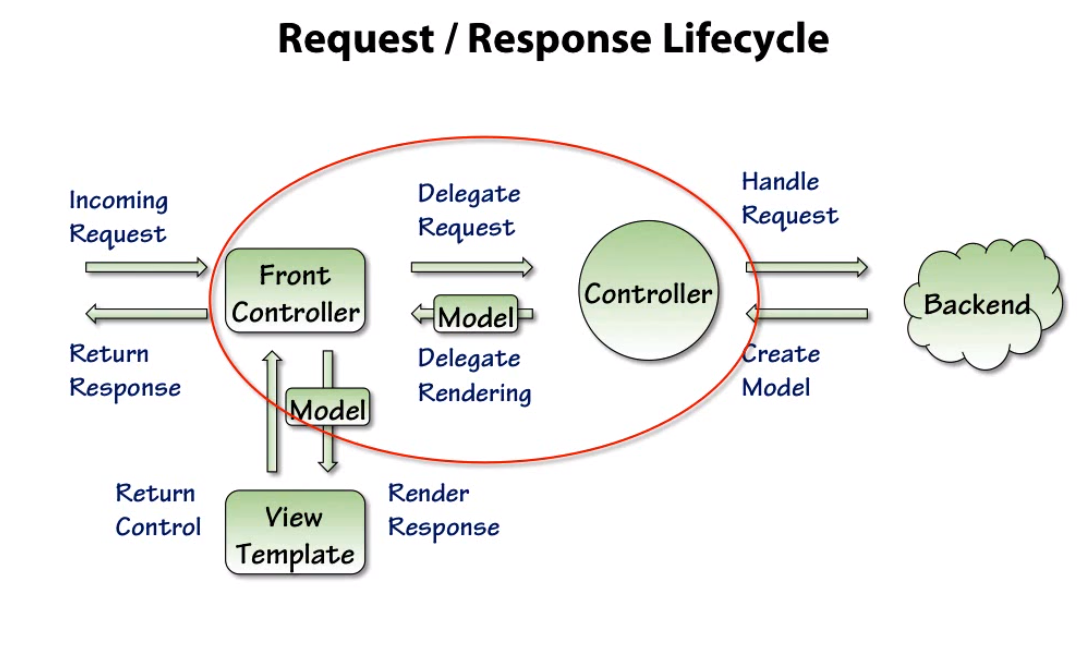 Request / Response Lifecycle
Incoming
Request
Delegate
Request
Handle
Request
Front
Controller
Controller
Backend
Model
Return
Response
Delegate
Rendering
Create
Model
Model
Return
Control
Render
Response
View
Template